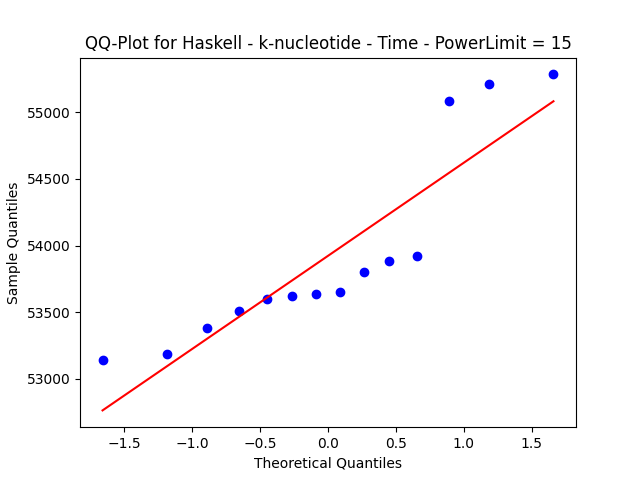 QQ-Plot for Haskell - k-nucleotide - Time - PowerLimit = 15
55000
54500
54000
53500
53000
Sample Quantiles
−1.5 −1.0 −0.5 0.0 0.5 1.0 1.5
Theoretical Quantiles